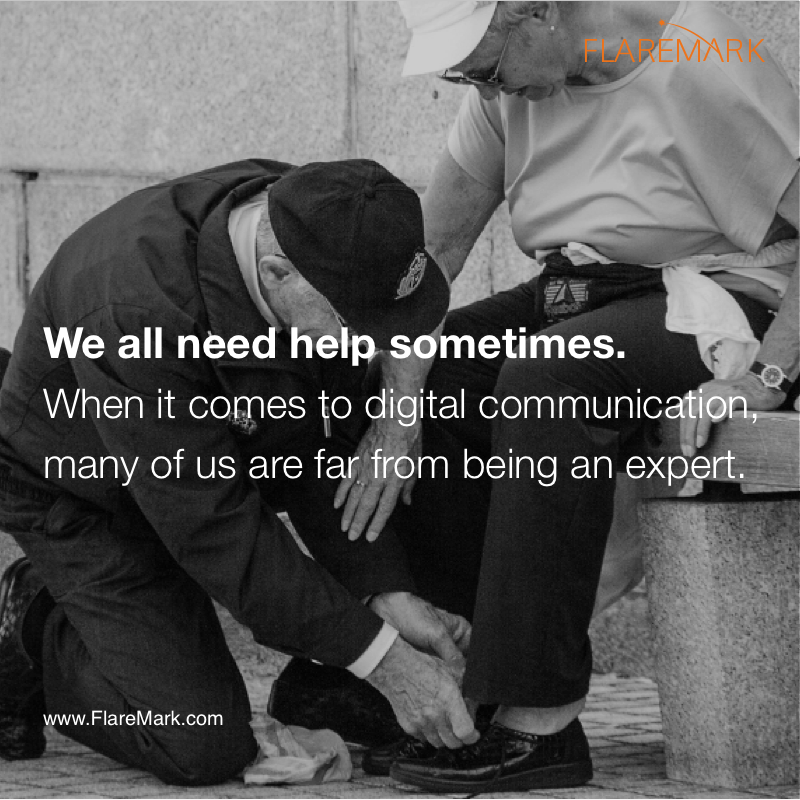 FLAREMARK
We all need help sometimes.
When it comes to digital communication,
many of us are far from being an expert.
www.FlareMark.com